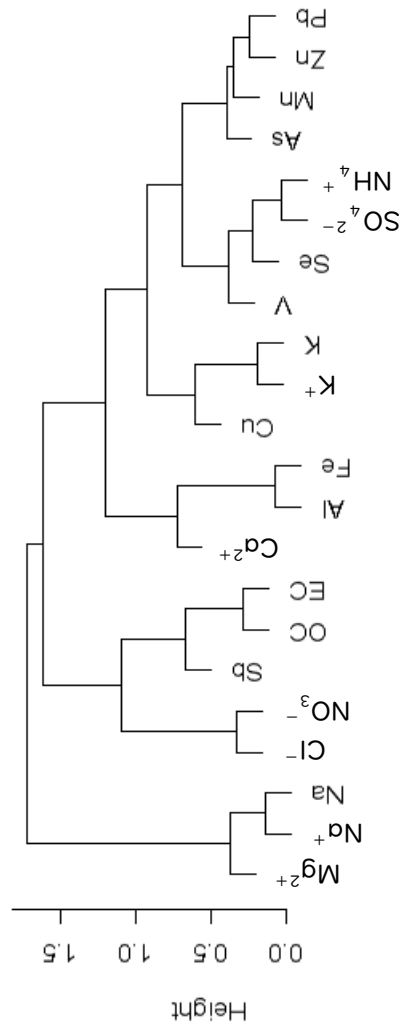 Pb
Zn
Mn
As
NH₄⁺
SO₄²⁻
Se
V
K
K⁺
Cu
Fe
Al
Ca²⁺
EC
OC
Sb
NO₃⁻
Cl⁻
Na
Na⁺
Mg²⁺
1.5 1.0 0.5 0.0
Height